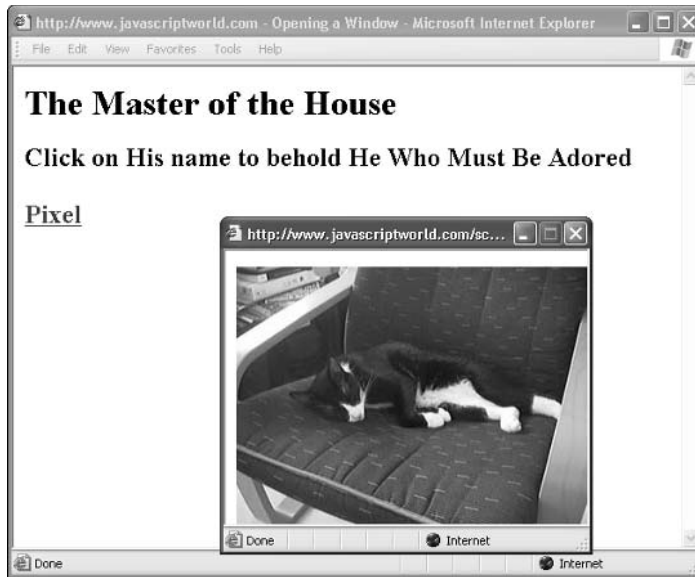 http://www.javascriptworld.com - Opening a Window - Microsoft Internet Explorer
File Edit View Favorites Tools Help
The Master of the House
Click on His name to behold He Who Must Be Adored
Pixel
http://www.javascriptworld.com/sc...
Done Internet
Done Internet